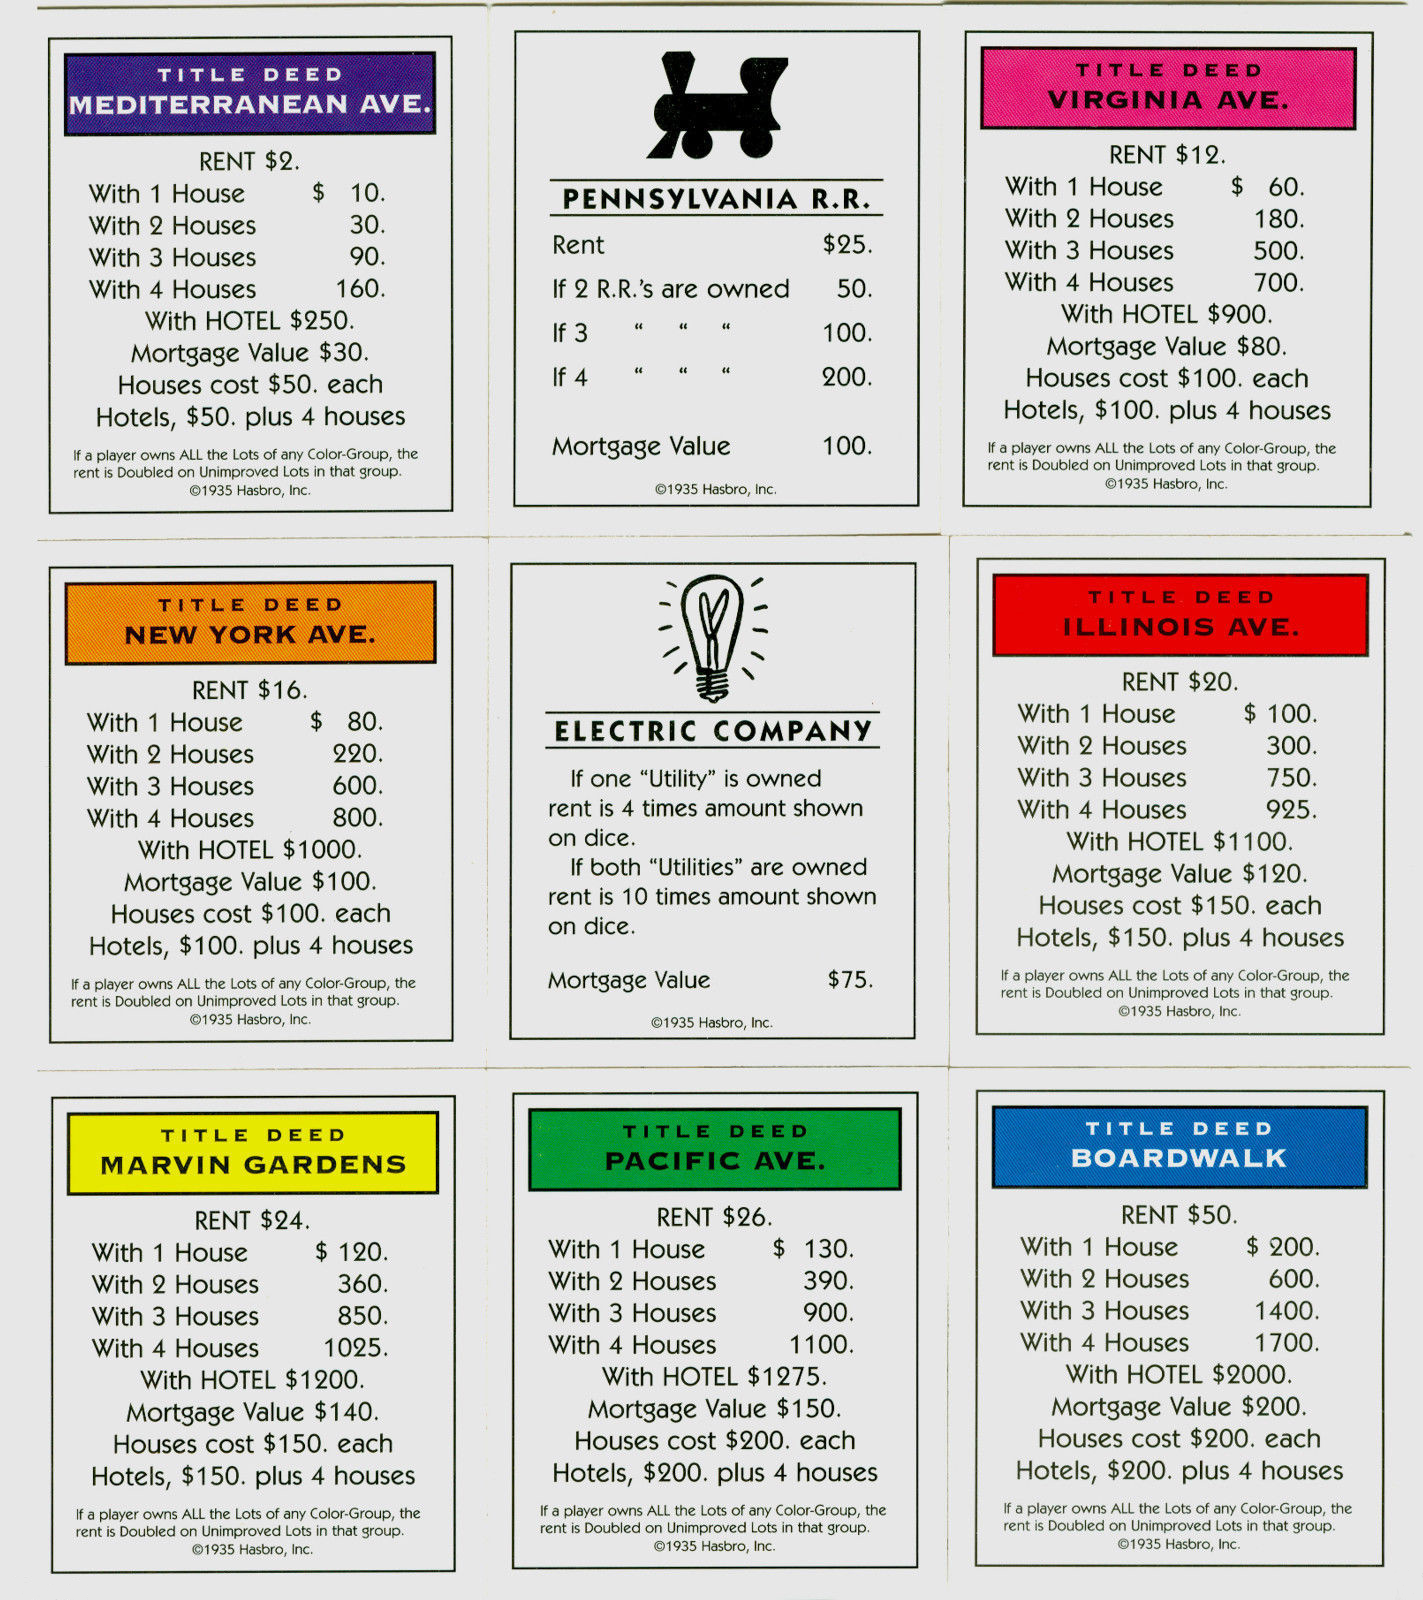 TITLE DEED
MEDITERRANEAN AVE.
RENT $2.
With 1 House $ 10.
With 2 Houses 30.
With 3 Houses 90.
With 4 Houses 160.
With HOTEL $250.
Mortgage Value $30.
Houses cost $50. each
Hotels, $50. plus 4 houses
If a player owns ALL the Lots of any Color-Group, the
rent is Doubled on Unimproved Lots in that group.
©1935 Hasbro, Inc.
PENNSYLVANIA R.R.
Rent $25.
If 2 R.R.'s are owned 50.
If 3 “ “ “ 100.
If 4 “ “ “ 200.
Mortgage Value 100.
©1935 Hasbro, Inc.
TITLE DEED
VIRGINIA AVE.
RENT $12.
With 1 House $ 60.
With 2 Houses 180.
With 3 Houses 500.
With 4 Houses 700.
With HOTEL $900.
Mortgage Value $80.
Houses cost $100. each
Hotels, $100. plus 4 houses
If a player owns ALL the Lots of any Color-Group, the
rent is Doubled on Unimproved Lots in that group.
©1935 Hasbro, Inc.
TITLE DEED
NEW YORK AVE.
RENT $16.
With 1 House $ 80.
With 2 Houses 220.
With 3 Houses 600.
With 4 Houses 800.
With HOTEL $1000.
Mortgage Value $100.
Houses cost $100. each
Hotels, $100. plus 4 houses
If a player owns ALL the Lots of any Color-Group, the
rent is Doubled on Unimproved Lots in that group.
©1935 Hasbro, Inc.
ELECTRIC COMPANY
If one “Utility” is owned
rent is 4 times amount shown
on dice.
If both “Utilities” are owned
rent is 10 times amount shown
on dice.
Mortgage Value $75.
©1935 Hasbro, Inc.
TITLE DEED
ILLINOIS AVE.
RENT $20.
With 1 House $ 100.
With 2 Houses 300.
With 3 Houses 750.
With 4 Houses 925.
With HOTEL $1100.
Mortgage Value $120.
Houses cost $150. each
Hotels, $150. plus 4 houses
If a player owns ALL the Lots of any Color-Group, the
rent is Doubled on Unimproved Lots in that group.
©1935 Hasbro, Inc.
TITLE DEED
MARVIN GARDENS
RENT $24.
With 1 House $ 120.
With 2 Houses 360.
With 3 Houses 850.
With 4 Houses 1025.
With HOTEL $1200.
Mortgage Value $140.
Houses cost $150. each
Hotels, $150. plus 4 houses
If a player owns ALL the Lots of any Color-Group, the
rent is Doubled on Unimproved Lots in that group.
©1935 Hasbro, Inc.
TITLE DEED
PACIFIC AVE.
RENT $26.
With 1 House $ 130.
With 2 Houses 390.
With 3 Houses 900.
With 4 Houses 1100.
With HOTEL $1275.
Mortgage Value $150.
Houses cost $200. each
Hotels, $200. plus 4 houses
If a player owns ALL the Lots of any Color-Group, the
rent is Doubled on Unimproved Lots in that group.
©1935 Hasbro, Inc.
TITLE DEED
BOARDWALK
RENT $50.
With 1 House $ 200.
With 2 Houses 600.
With 3 Houses 1400.
With 4 Houses 1700.
With HOTEL $2000.
Mortgage Value $200.
Houses cost $200. each
Hotels, $200. plus 4 houses
If a player owns ALL the Lots of any Color-Group, the
rent is Doubled on Unimproved Lots in that group.
©1935 Hasbro, Inc.